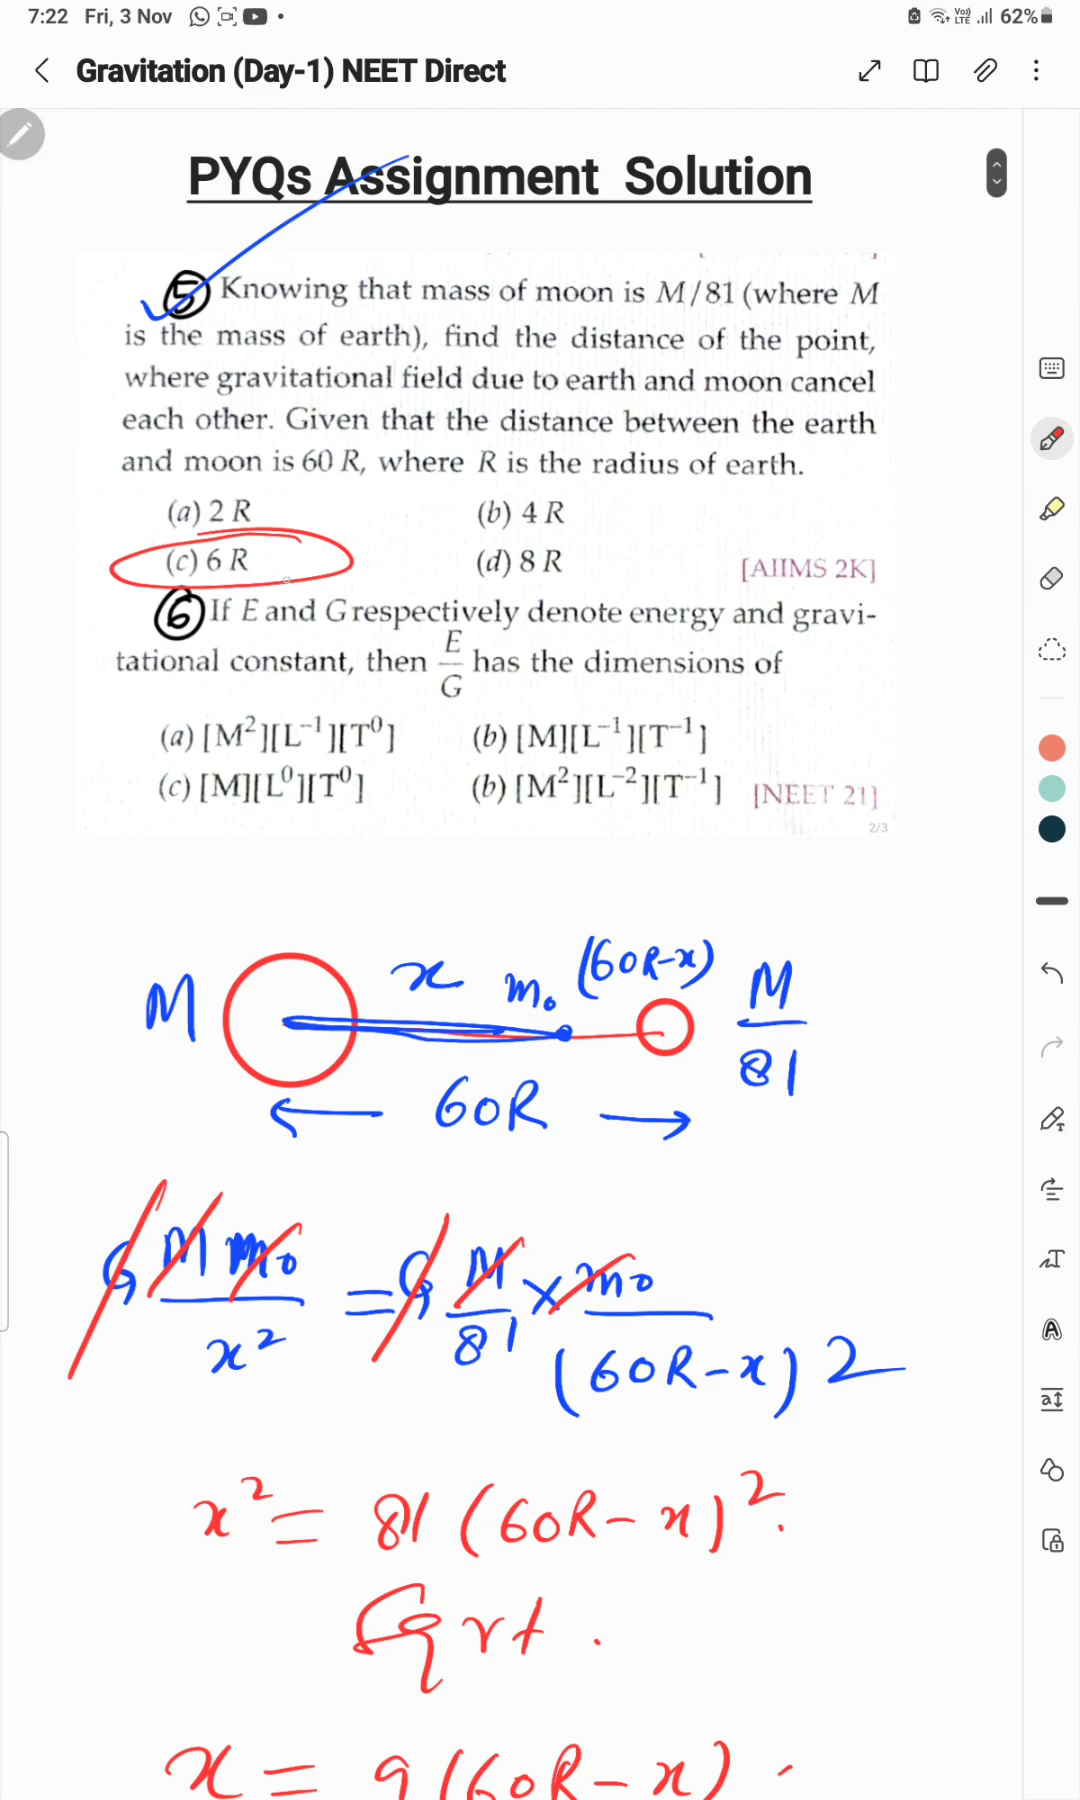 7:22 Fri, 3 Nov
Vo)) LTE 62%
Gravitation (Day-1) NEET Direct
PYQs Assignment Solution
5 Knowing that mass of moon is M/81 (where M
is the mass of earth), find the distance of the point,
where gravitational field due to earth and moon cancel
each other. Given that the distance between the earth
and moon is 60 R, where R is the radius of earth.
(a) 2 R (b) 4 R
(c) 6 R (d) 8 R [AIIMS 2K]
6 If E and G respectively denote energy and gravi-
tational constant, then E/G has the dimensions of
(a) [M²][L⁻¹][T⁰] (b) [M][L⁻¹][T⁻¹]
(c) [M][L⁰][T⁰] (b) [M²][L⁻²][T⁻¹] [NEET 21]
2/3
M x m₀ (60R-x) M/81
60R
G M m₀ / x² = G M/81 × m₀ / (60R-x)2
x² = 81 (60R-x)².
Sqrt.
x = 9(60R-x).